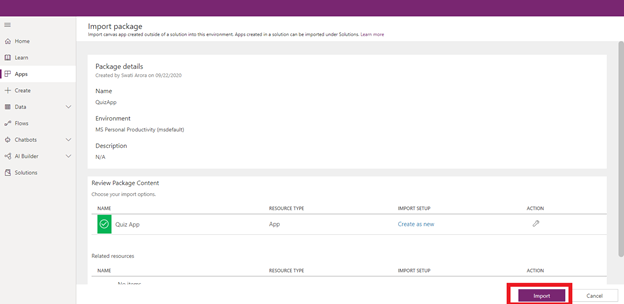 Import package
Import canvas app created outside of a solution into this environment. Apps created in a solution can be imported under Solutions. Learn more
Home
Learn
Apps
Create
Data
Flows
Chatbots
AI Builder
Solutions
Package details
Created by Swati Arora on 09/22/2020
Name
QuizApp
Environment
MS Personal Productivity (msdefault)
Description
N/A
Review Package Content
Choose your import options.
NAME RESOURCE TYPE IMPORT SETUP ACTION
Quiz App App Create as new
Related resources
NAME RESOURCE TYPE IMPORT SETUP ACTION
No items
Import Cancel